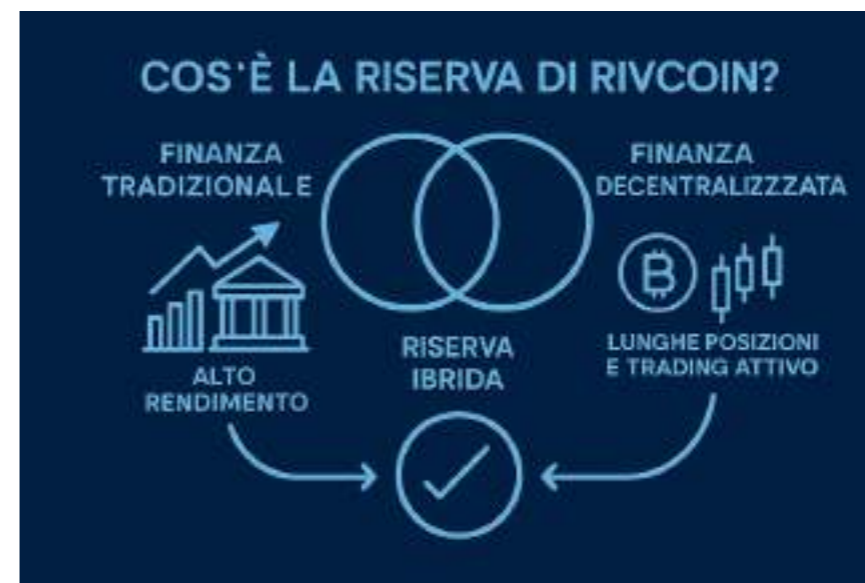 COS'È LA RISERVA DI RIVCOIN?
FINANZA
TRADIZIONALE
FINANZA
DECENTRALIZZZATA
ALTO
RENDIMENTO
RISERVA
IBRIDA
LUNGHE POSIZIONI
E TRADING ATTIVO